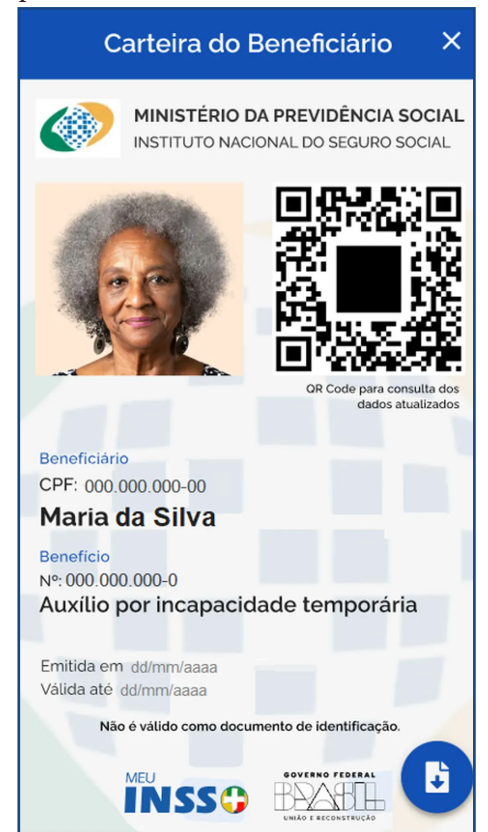 Carteira do Beneficiário
MINISTÉRIO DA PREVIDÊNCIA SOCIAL
INSTITUTO NACIONAL DO SEGURO SOCIAL
QR Code para consulta dos
dados atualizados
Beneficiário
CPF: 000.000.000-00
Maria da Silva
Benefício
Nº: 000.000.000-0
Auxílio por incapacidade temporária
Emitida em dd/mm/aaaa
Válida até dd/mm/aaaa
Não é válido como documento de identificação.
MEU
INSS
GOVERNO FEDERAL
BRASIL
UNIÃO E RECONSTRUÇÃO